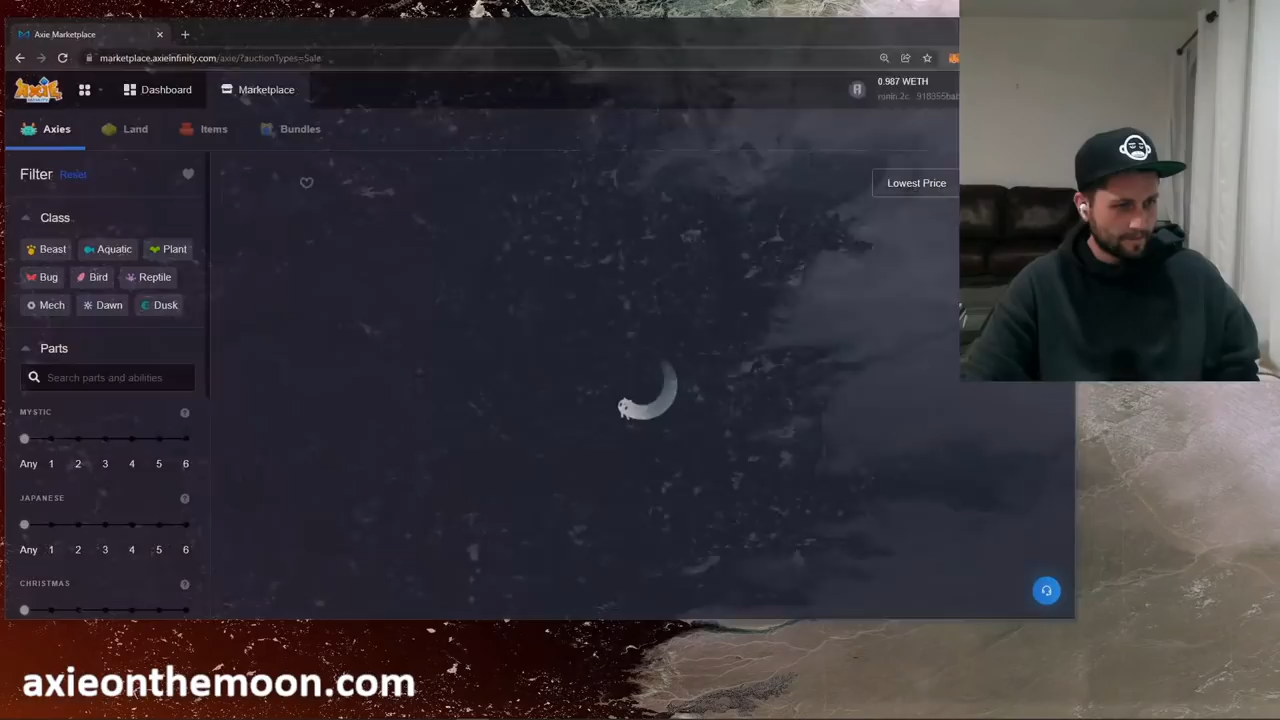 Axie Marketplace
marketplace.axieinfinity.com/axie/?auctionTypes=Sale
Dashboard
Marketplace
0.987 WETH
Axies
Land
Items
Bundles
Filter
Reset
Lowest Price
Class
Beast
Aquatic
Plant
Bug
Bird
Reptile
Mech
Dawn
Dusk
Parts
Search parts and abilities
MYSTIC
Any 1 2 3 4 5 6
JAPANESE
Any 1 2 3 4 5 6
CHRISTMAS
axieonthemoon.com